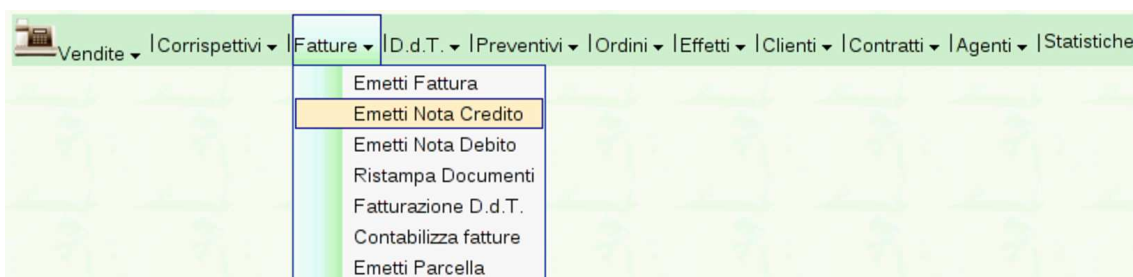 Vendite | Corrispettivi | Fatture | D.d.T. | Preventivi | Ordini | Effetti | Clienti | Contratti | Agenti | Statistiche
Emetti Fattura
Emetti Nota Credito
Emetti Nota Debito
Ristampa Documenti
Fatturazione D.d.T.
Contabilizza fatture
Emetti Parcella